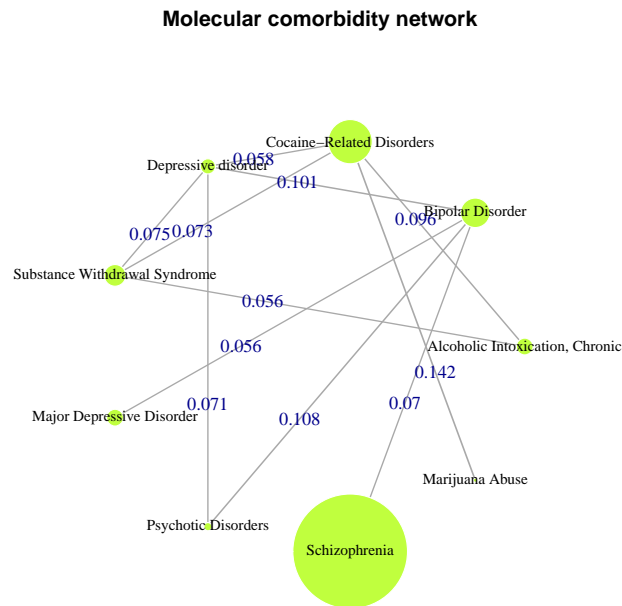 Molecular comorbidity network
Cocaine−Related Disorders
0.058
Depressive disorder
0.101
Bipolar Disorder
0.096
0.075
0.073
Substance Withdrawal Syndrome
0.056
0.056
Alcoholic Intoxication, Chronic
0.142
0.071
0.07
Major Depressive Disorder
0.108
Marijuana Abuse
Psychotic Disorders
Schizophrenia